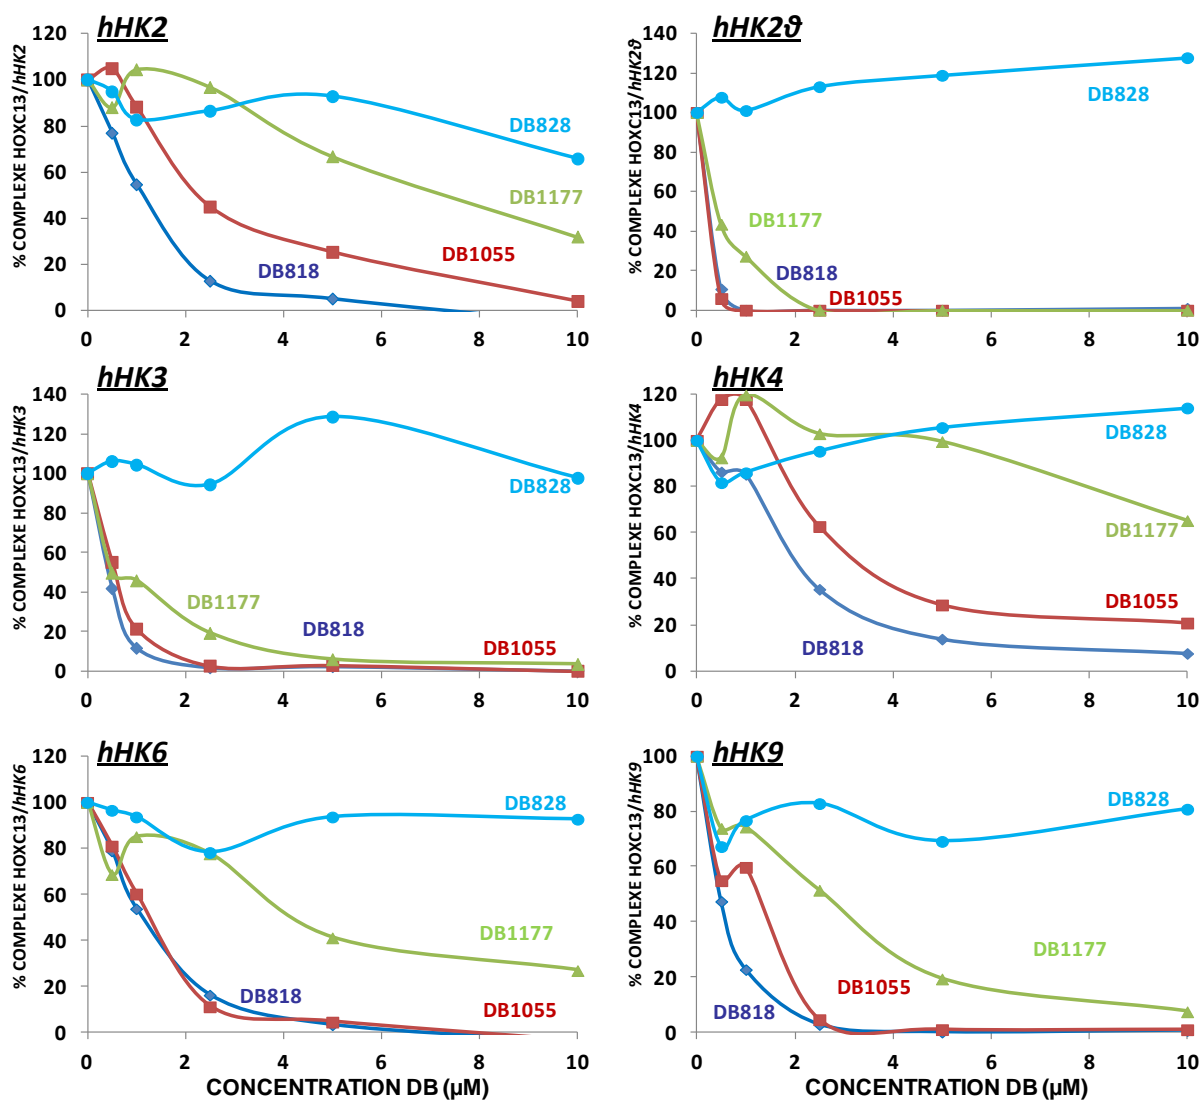 hHK2
% COMPLEXE HOXC13/hHK2
120
100
80
60
40
20
0
0 2 4 6 8 10
DB828
DB1177
DB1055
DB818
hHK2ϑ
% COMPLEXE HOXC13/hHK2ϑ
140
120
100
80
60
40
20
0
0 2 4 6 8 10
DB828
DB1177
DB818
DB1055
hHK3
% COMPLEXE HOXC13/hHK3
140
120
100
80
60
40
20
0
0 2 4 6 8 10
DB828
DB1177
DB818
DB1055
hHK4
% COMPLEXE HOXC13/hHK4
120
100
80
60
40
20
0
0 2 4 6 8 10
DB828
DB1177
DB1055
DB818
hHK6
% COMPLEXE HOXC13/hHK6
120
100
80
60
40
20
0
0 2 4 6 8 10
DB828
DB1177
DB818
DB1055
CONCENTRATION DB (µM)
hHK9
% COMPLEXE HOXC13/hHK9
100
80
60
40
20
0
0 2 4 6 8 10
DB828
DB1177
DB1055
DB818
CONCENTRATION DB (µM)